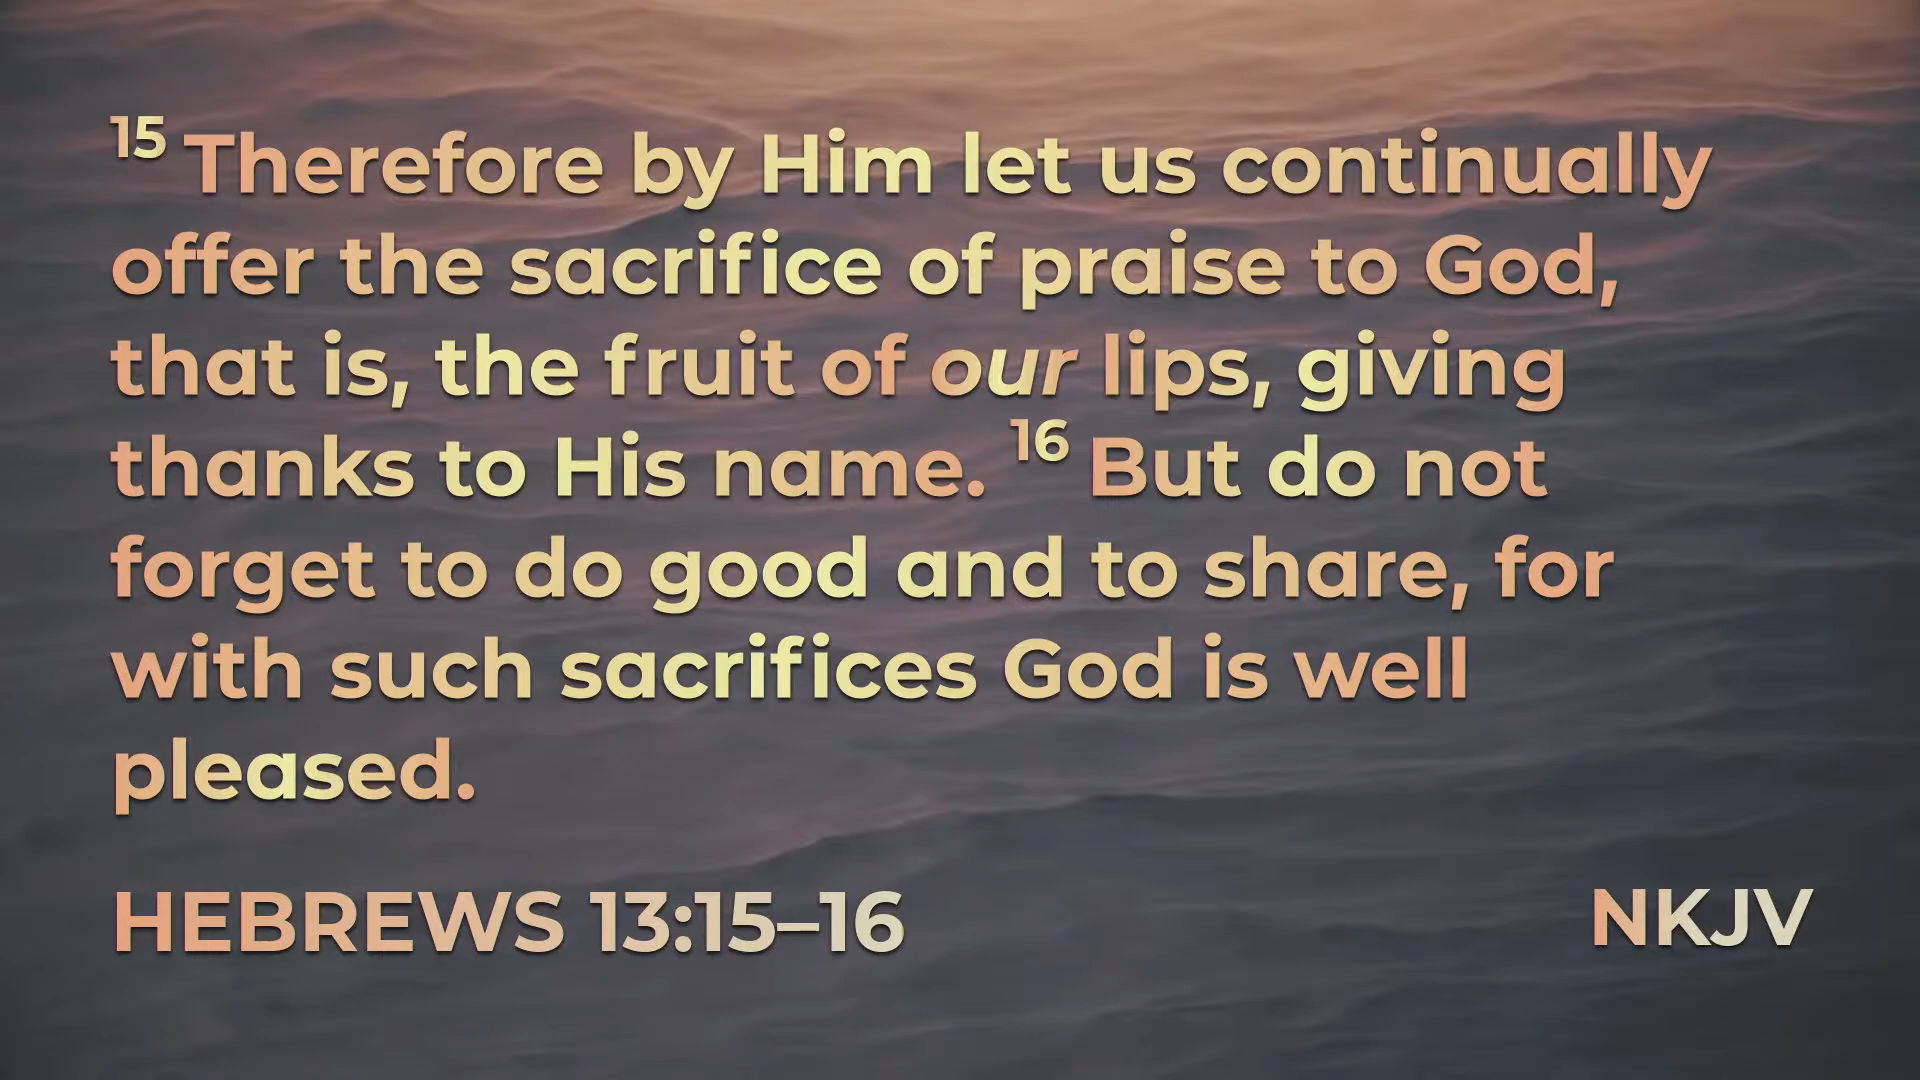 15 Therefore by Him let us continually
offer the sacrifice of praise to God,
that is, the fruit of our lips, giving
thanks to His name. 16 But do not
forget to do good and to share, for
with such sacrifices God is well
pleased.
HEBREWS 13:15–16
NKJV